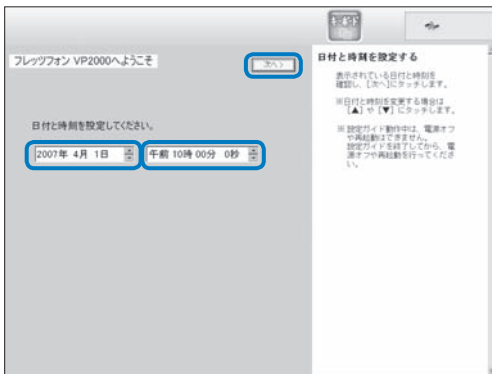 フレッツフォン VP2000へようこそ
次へ>
日付と時刻を設定してください。
2007年 4月 1日
午前 10時 00分 0秒
日付と時刻を設定する
表示されている日付と時刻を
確認し、[次へ]にタッチします。
※日付と時刻を変更する場合は
[▲] や [▼] にタッチします。
※ 設定ガイド動作中は、電源オフ
や再起動はできません。
設定ガイドを終了してから、電
源オフや再起動を行ってくださ
い。